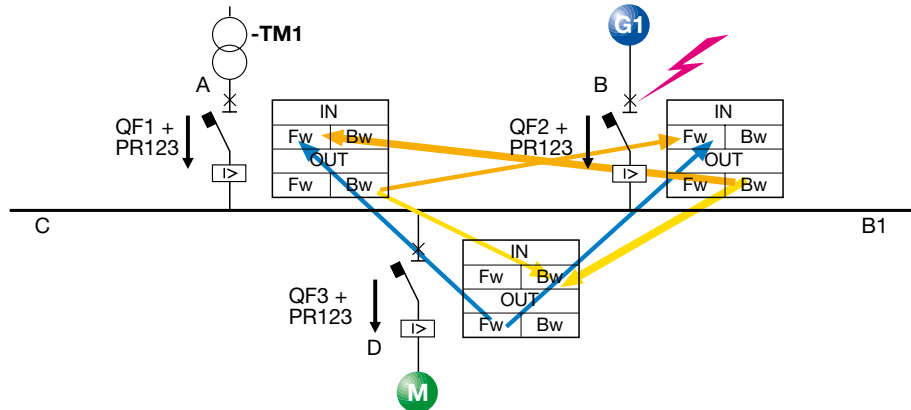 -TM1
G1
A
B
QF1 +
PR123
IN
Fw Bw
OUT
Fw Bw
QF2 +
PR123
IN
Fw Bw
OUT
Fw Bw
I>
I>
C
B1
QF3 +
PR123
IN
Fw Bw
OUT
Fw Bw
I>
D
M